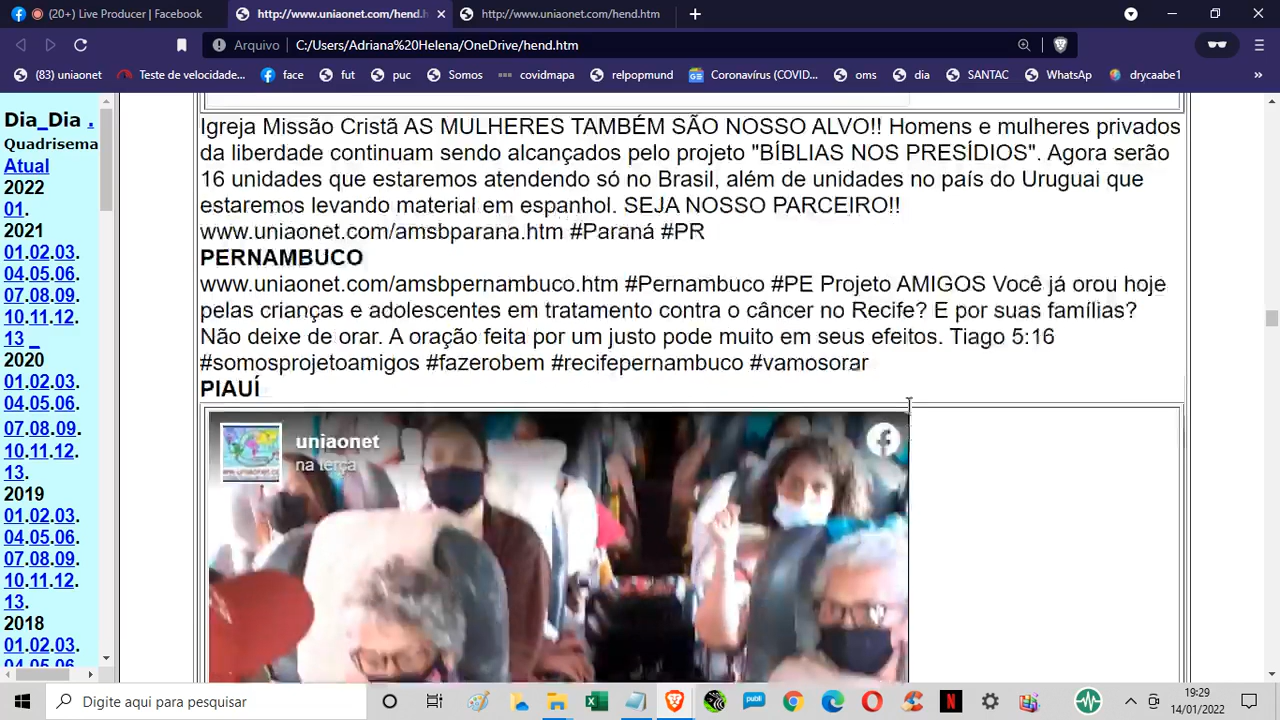 (20+) Live Producer | Facebook
http://www.uniaonet.com/hend.h
http://www.uniaonet.com/hend.htm
Arquivo C:/Users/Adriana%20Helena/OneDrive/hend.htm
(83) uniaonet
Teste de velocidade...
face
fut
puc
Somos
covidmapa
relpopmund
Coronavírus (COVID...
oms
dia
SANTAC
WhatsApp
drycaabe1
»
Dia_Dia .
Quadrisema
Atual
2022
01.
2021
01.02.03.
04.05.06.
07.08.09.
10.11.12.
13 _
2020
01.02.03.
04.05.06.
07.08.09.
10.11.12.
13.
2019
01.02.03.
04.05.06.
07.08.09.
10.11.12.
13.
2018
01.02.03.
04.05.06.
Igreja Missão Cristã AS MULHERES TAMBÉM SÃO NOSSO ALVO!! Homens e mulheres privados
da liberdade continuam sendo alcançados pelo projeto "BÍBLIAS NOS PRESÍDIOS". Agora serão
16 unidades que estaremos atendendo só no Brasil, além de unidades no país do Uruguai que
estaremos levando material em espanhol. SEJA NOSSO PARCEIRO!!
www.uniaonet.com/amsbparana.htm #Paraná #PR
PERNAMBUCO
www.uniaonet.com/amsbpernambuco.htm #Pernambuco #PE Projeto AMIGOS Você já orou hoje
pelas crianças e adolescentes em tratamento contra o câncer no Recife? E por suas famílias?
Não deixe de orar. A oração feita por um justo pode muito em seus efeitos. Tiago 5:16
#somosprojetoamigos #fazerobem #recifepernambuco #vamosorar
PIAUÍ
uniaonet
na terça
Digite aqui para pesquisar
publi
19:29
14/01/2022